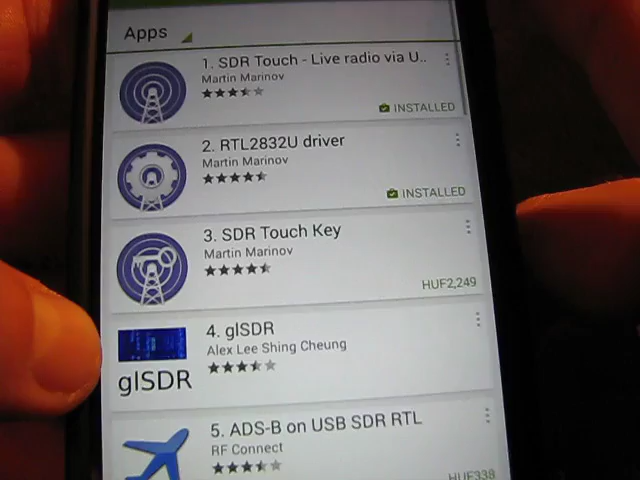 Apps
1. SDR Touch - Live radio via U..
Martin Marinov
INSTALLED
2. RTL2832U driver
Martin Marinov
INSTALLED
3. SDR Touch Key
Martin Marinov
HUF2,249
4. glSDR
Alex Lee Shing Cheung
glSDR
5. ADS-B on USB SDR RTL
RF Connect
HUF338